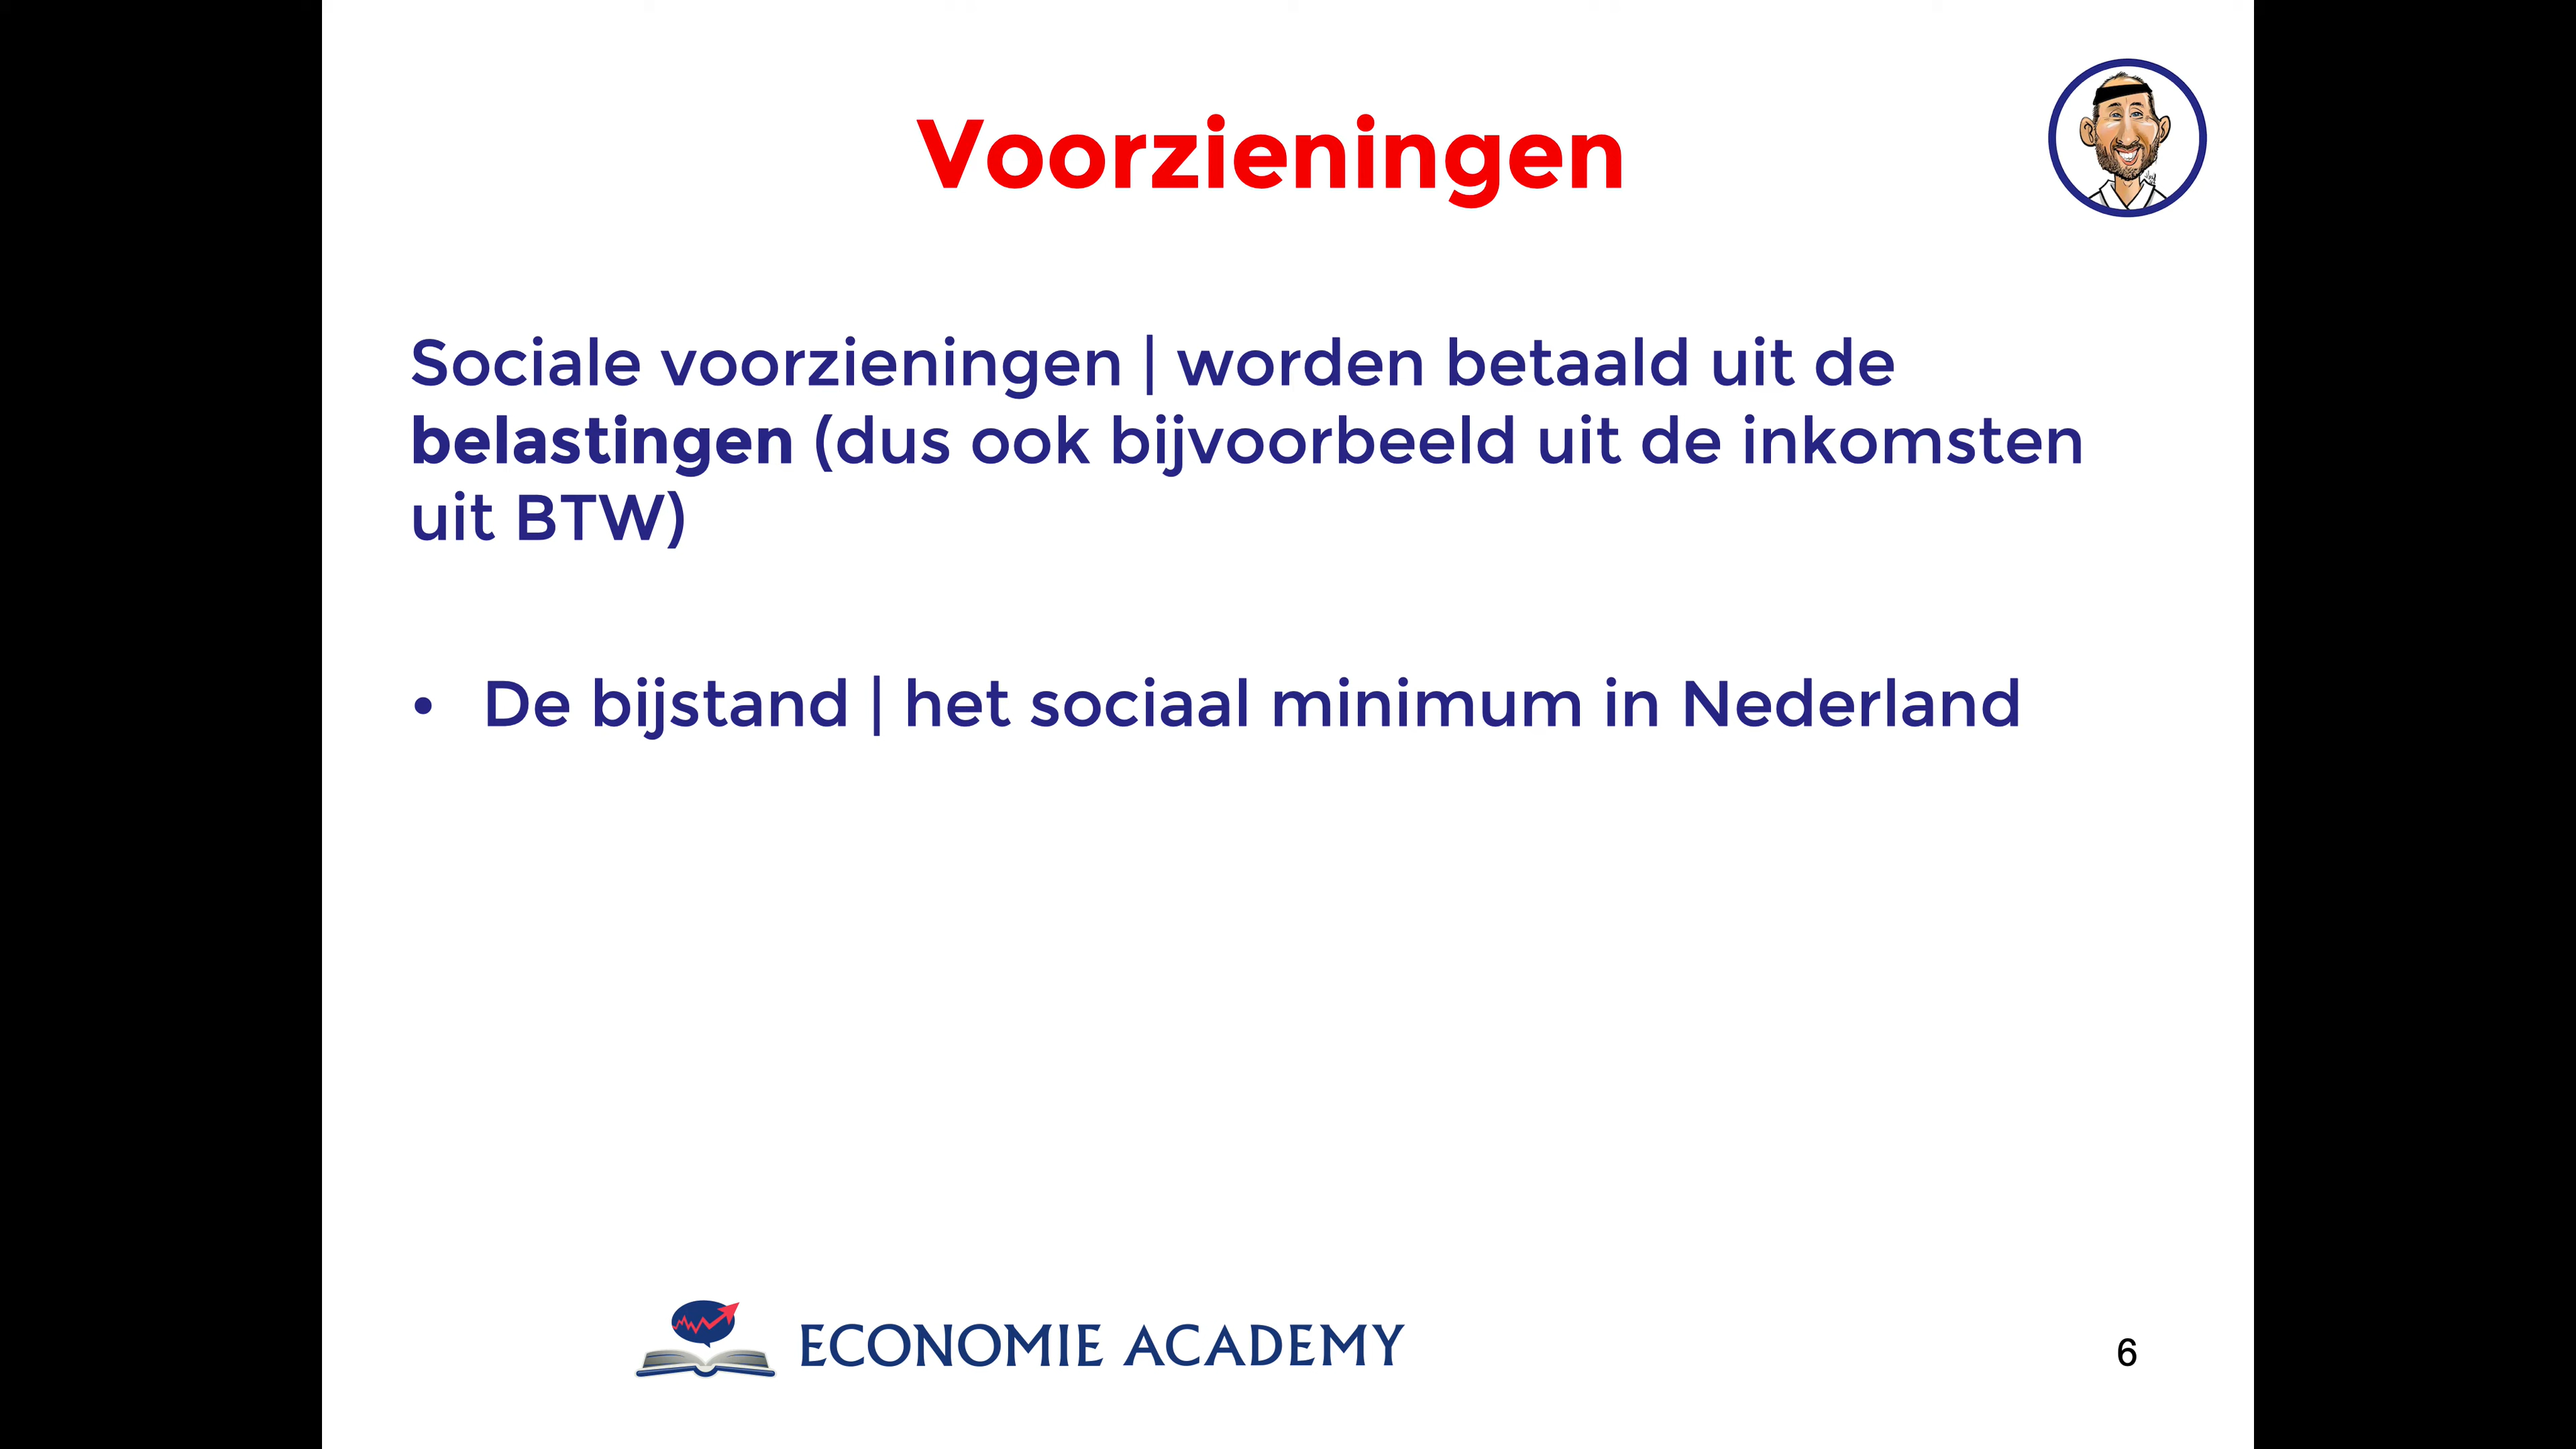 Voorzieningen
Sociale voorzieningen | worden betaald uit de
belastingen (dus ook bijvoorbeeld uit de inkomsten
uit BTW)
• De bijstand | het sociaal minimum in Nederland
ECONOMIE ACADEMY
6